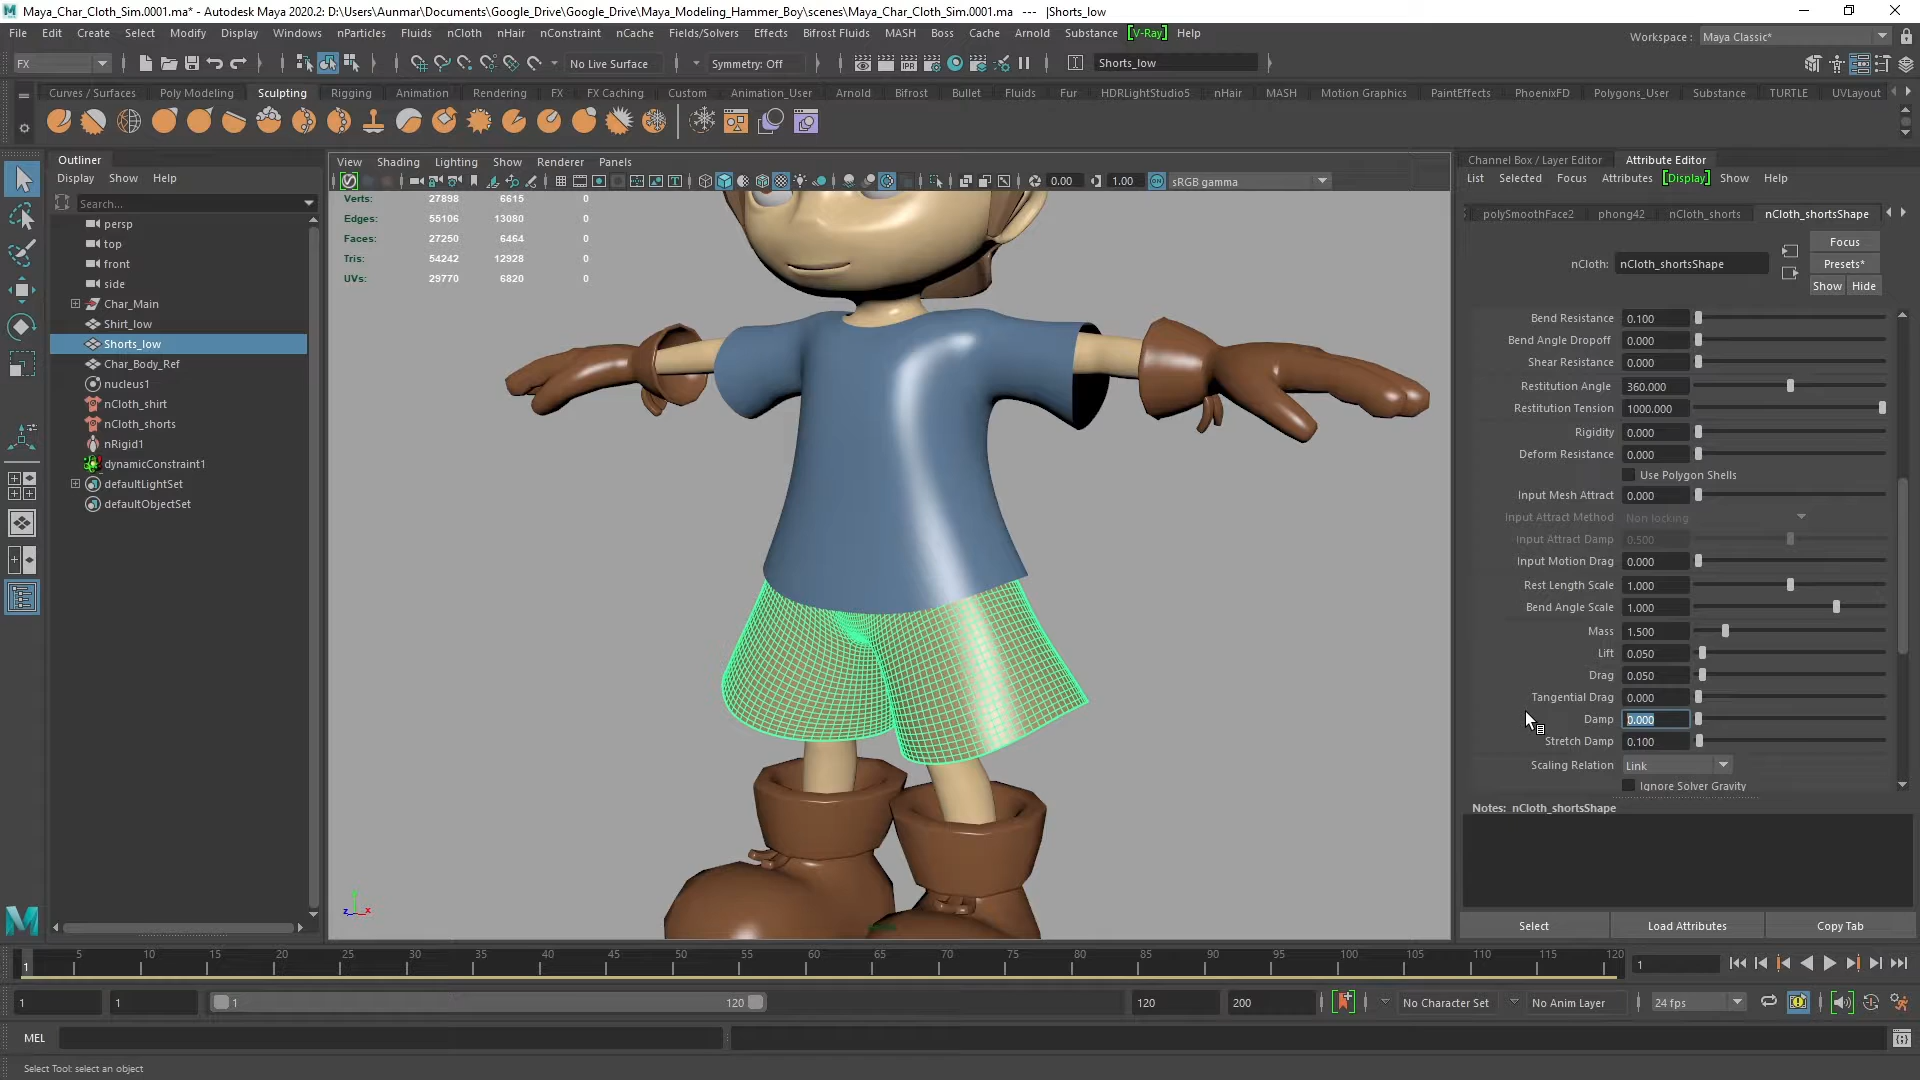 Maya_Char_Cloth_Sim.0001.ma* - Autodesk Maya 2020.2: D:\Users\Aunmar\Documents\Google_Drive\Google_Drive\Maya_Modeling_Hammer_Boy\scenes\Maya_Char_Cloth_Sim.0001.ma --- |Shorts_low
File Edit Create Select Modify Display Windows nParticles Fluids nCloth nHair nConstraint nCache Fields/Solvers Effects Bifrost Fluids MASH Boss Cache Arnold Substance [V-Ray] Help Workspace : Maya Classic*
FX No Live Surface Symmetry: Off Shorts_low
Curves / Surfaces Poly Modeling Sculpting Rigging Animation Rendering FX FX Caching Custom Animation_User Arnold Bifrost Bullet Fluids Fur HDRLightStudio5 nHair MASH Motion Graphics PaintEffects PhoenixFD Polygons_User Substance TURTLE UVLayout
Outliner
Display Show Help
Search...
persp
top
front
side
Char_Main
Shirt_low
Shorts_low
Char_Body_Ref
nucleus1
nCloth_shirt
nCloth_shorts
nRigid1
dynamicConstraint1
defaultLightSet
defaultObjectSet
View Shading Lighting Show Renderer Panels
0.00 1.00 ON sRGB gamma
Verts: 27898 6615 0
Edges: 55106 13080 0
Faces: 27250 6464 0
Tris: 54242 12928 0
UVs: 29770 6820 0
z x
Channel Box / Layer Editor Attribute Editor
List Selected Focus Attributes [Display] Show Help
polySmoothFace2 phong42 nCloth_shorts nCloth_shortsShape
Focus
nCloth: nCloth_shortsShape Presets*
Show Hide
Bend Resistance 0.100
Bend Angle Dropoff 0.000
Shear Resistance 0.000
Restitution Angle 360.000
Restitution Tension 1000.000
Rigidity 0.000
Deform Resistance 0.000
Use Polygon Shells
Input Mesh Attract 0.000
Input Attract Method Non locking
Input Attract Damp 0.500
Input Motion Drag 0.000
Rest Length Scale 1.000
Bend Angle Scale 1.000
Mass 1.500
Lift 0.050
Drag 0.050
Tangential Drag 0.000
Damp 0.000
Stretch Damp 0.100
Scaling Relation Link
Ignore Solver Gravity
Notes: nCloth_shortsShape
Select Load Attributes Copy Tab
1 5 10 15 20 25 30 35 40 45 50 55 60 65 70 75 80 85 90 95 100 105 110 115 120 1
1 1 1 120 120 200 No Character Set No Anim Layer 24 fps
MEL
Select Tool: select an object